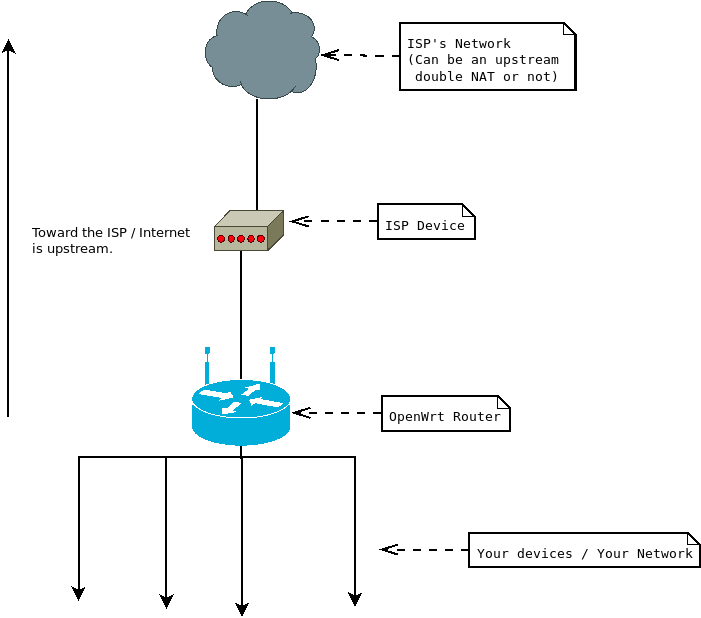 ISP's Network
(Can be an upstream
double NAT or not)
Toward the ISP / Internet
is upstream.
ISP Device
OpenWrt Router
Your devices / Your Network